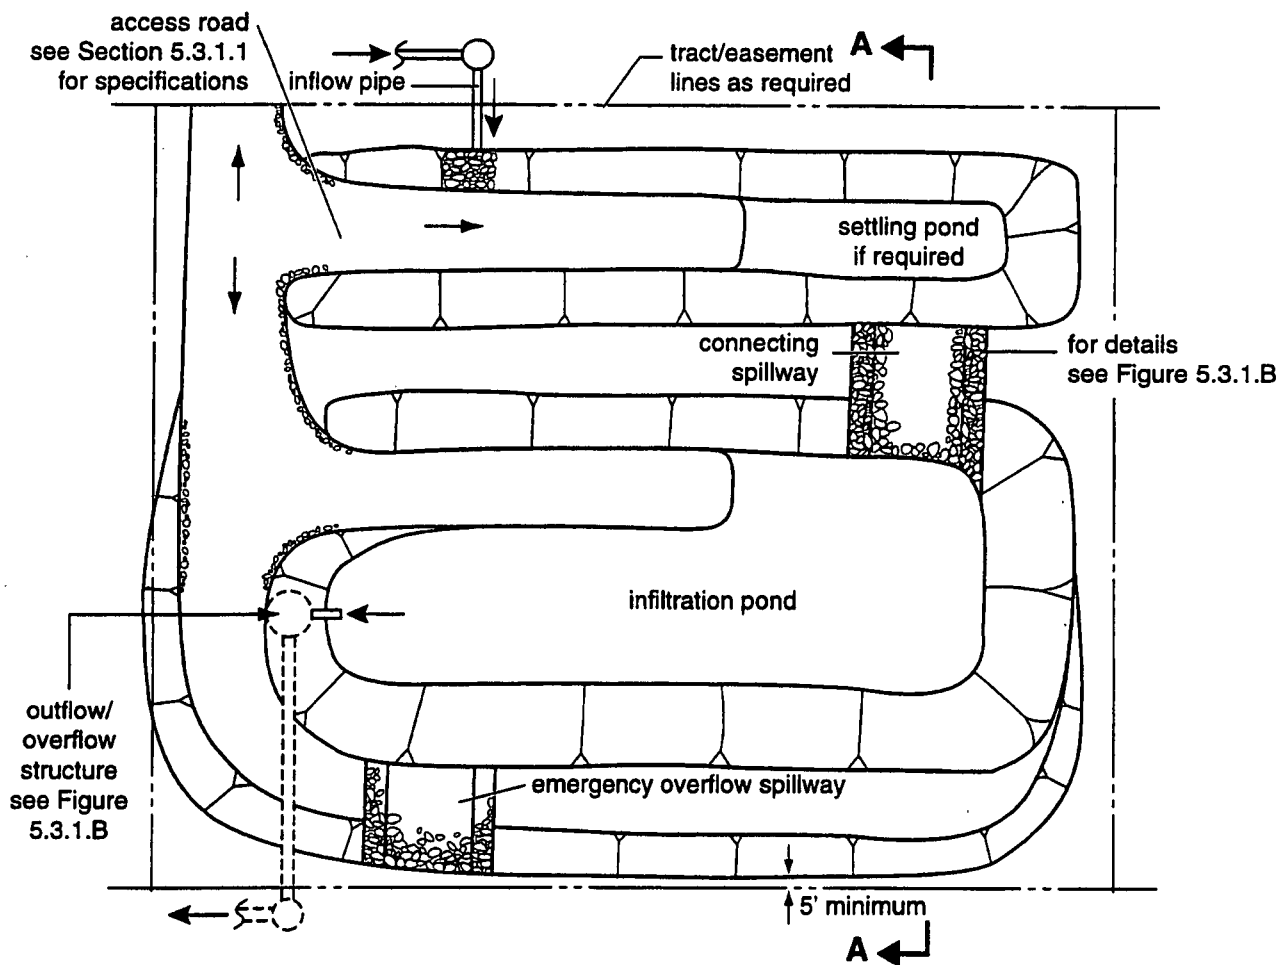 access road
see Section 5.3.1.1
for specifications
inflow pipe
tract/easement
lines as required
A
settling pond
if required
connecting
spillway
for details
see Figure 5.3.1.B
infiltration pond
outflow/
overflow
structure
see Figure
5.3.1.B
emergency overflow spillway
5' minimum
A